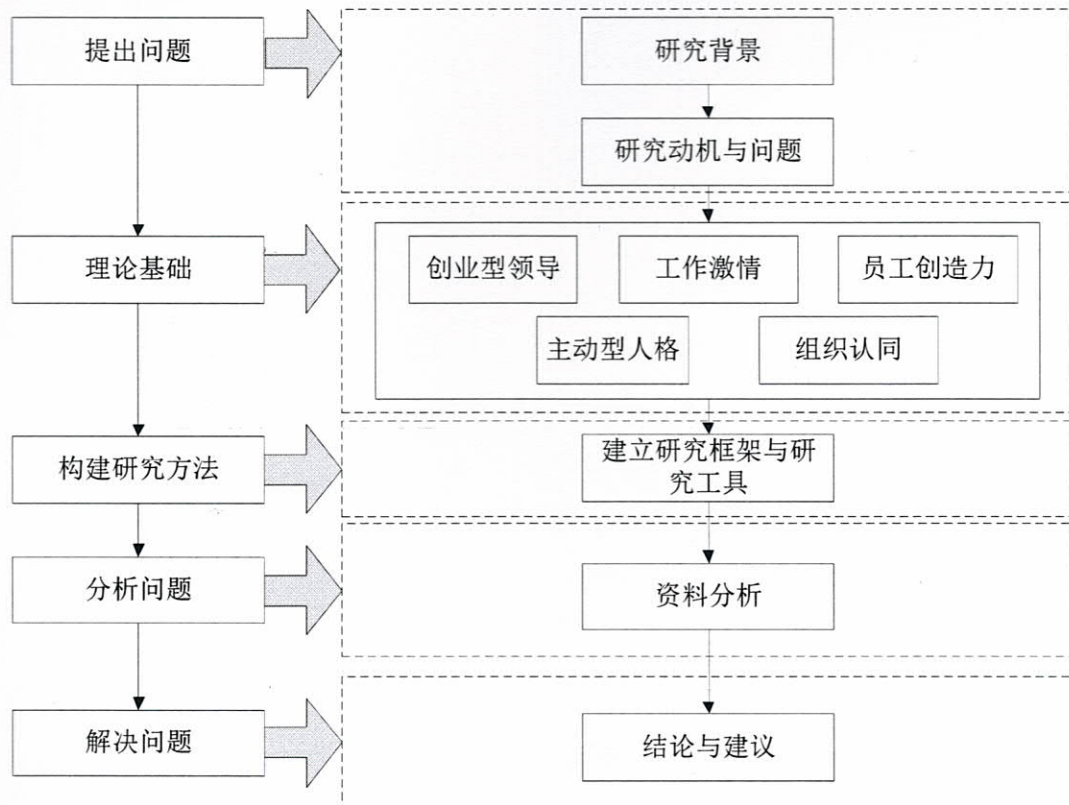 提出问题
研究背景
研究动机与问题
理论基础
创业型领导
工作激情
员工创造力
主动型人格
组织认同
构建研究方法
建立研究框架与研
究工具
分析问题
资料分析
解决问题
结论与建议